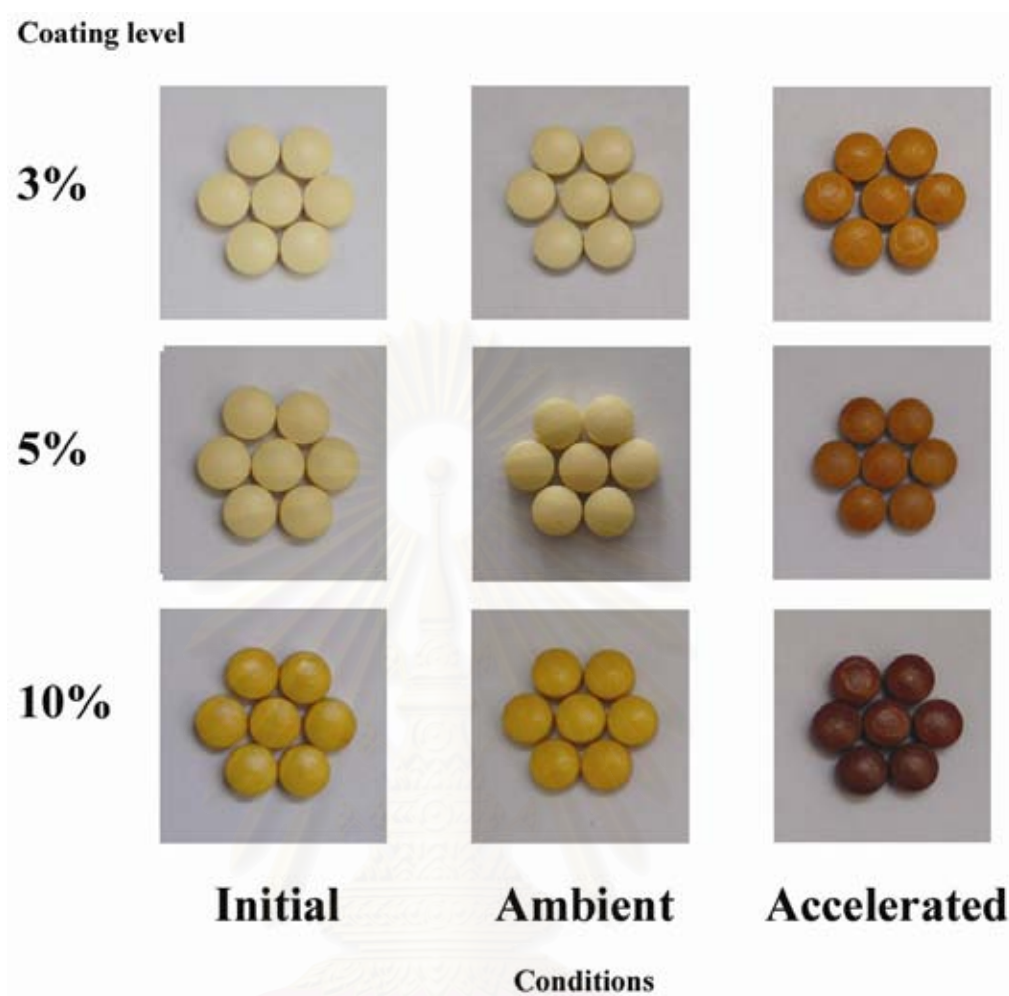 Coating level
3%
5%
10%
Initial Ambient Accelerated
Conditions